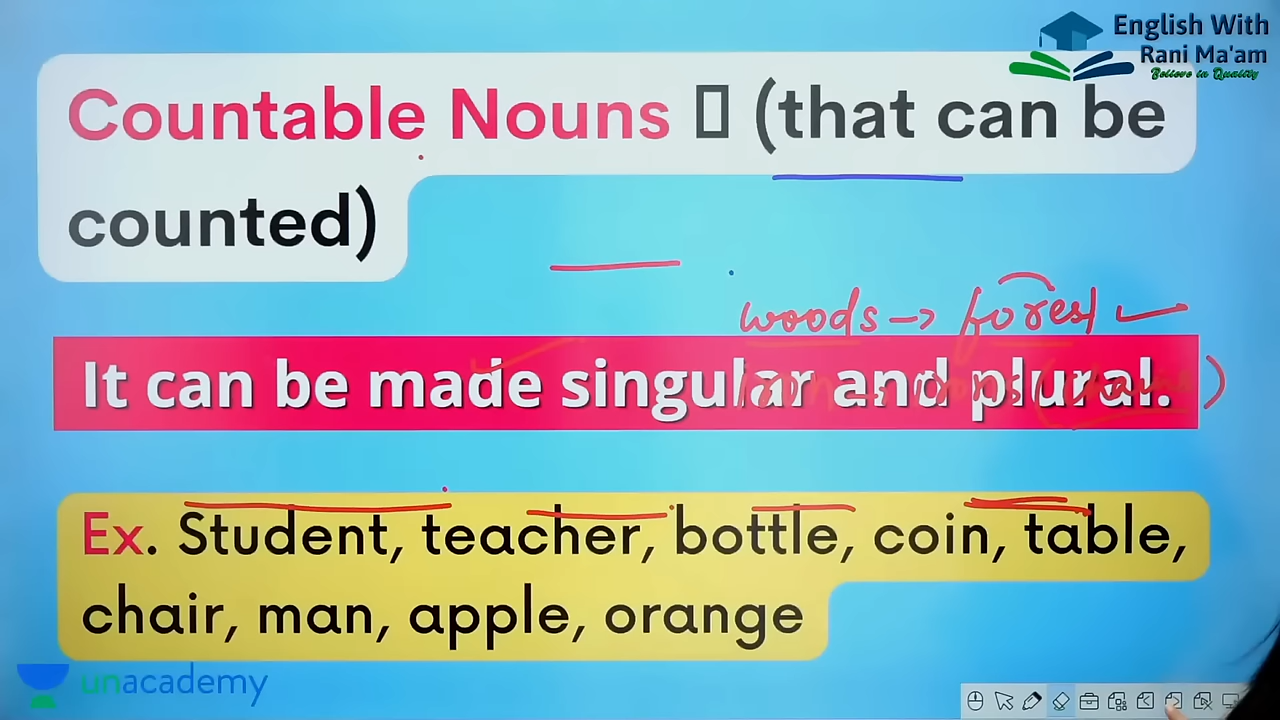 English With
Rani Ma'am
Believe in Quality
Countable Nouns (that can be
counted)
woods → forest
It can be made singular and plural.
Ex. Student, teacher, bottle, coin, table,
chair, man, apple, orange
unacademy